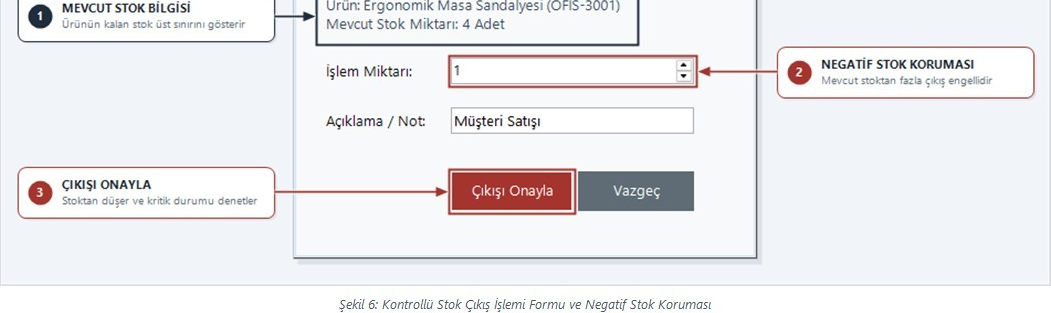 1
MEVCUT STOK BİLGİSİ
Ürünün kalan stok üst sınırını gösterir
Ürün: Ergonomik Masa Sandalyesi (OFIS-3001)
Mevcut Stok Miktarı: 4 Adet
İşlem Miktarı:
1
2
NEGATİF STOK KORUMASI
Mevcut stoktan fazla çıkış engellidir
Açıklama / Not:
Müşteri Satışı
3
ÇIKIŞI ONAYLA
Stoktan düşer ve kritik durumu denetler
Çıkışı Onayla
Vazgeç
Şekil 6: Kontrollü Stok Çıkış İşlemi Formu ve Negatif Stok Koruması